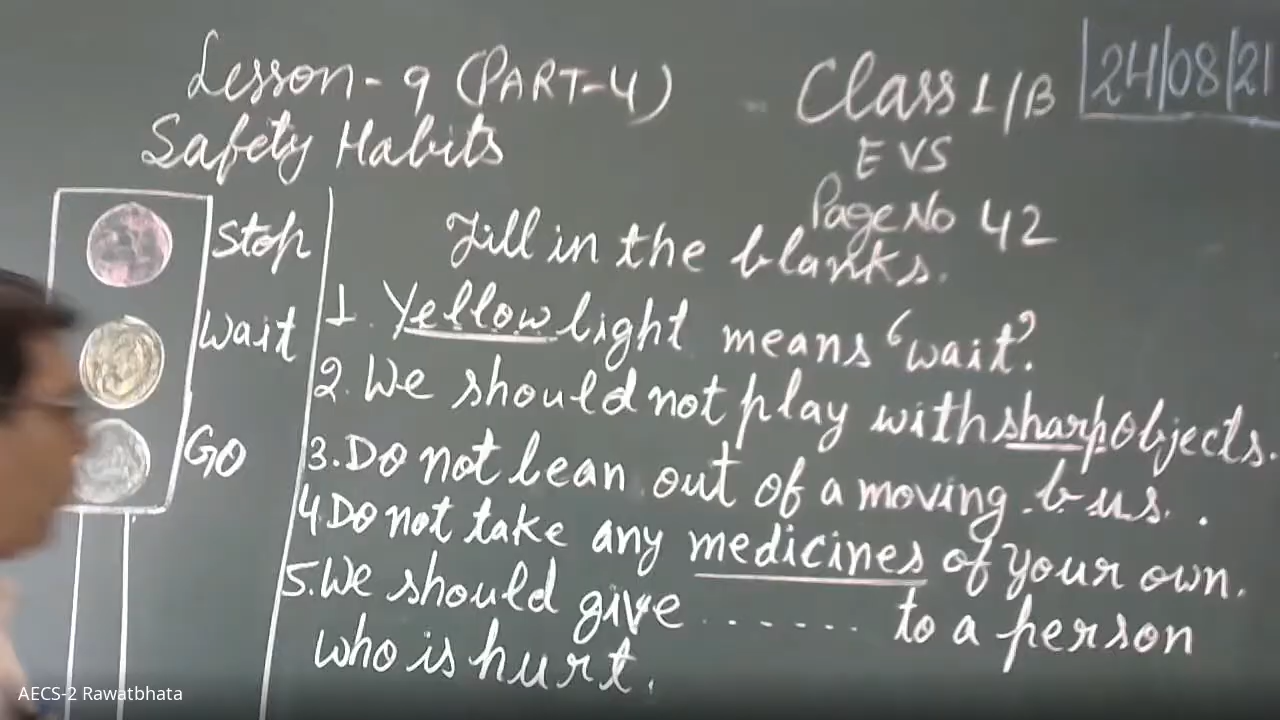 Lesson-9 (PART-4)
Safety Habits
Class I/B
24/08/21
EVS
Page No 42
Stop
Wait
Go
Fill in the blanks.
1. Yellow light means 'wait'.
2. We should not play with sharp objects.
3. Do not lean out of a moving bus.
4. Do not take any medicines of your own.
5. We should give ....... to a person
who is hurt.
AECS-2 Rawatbhata